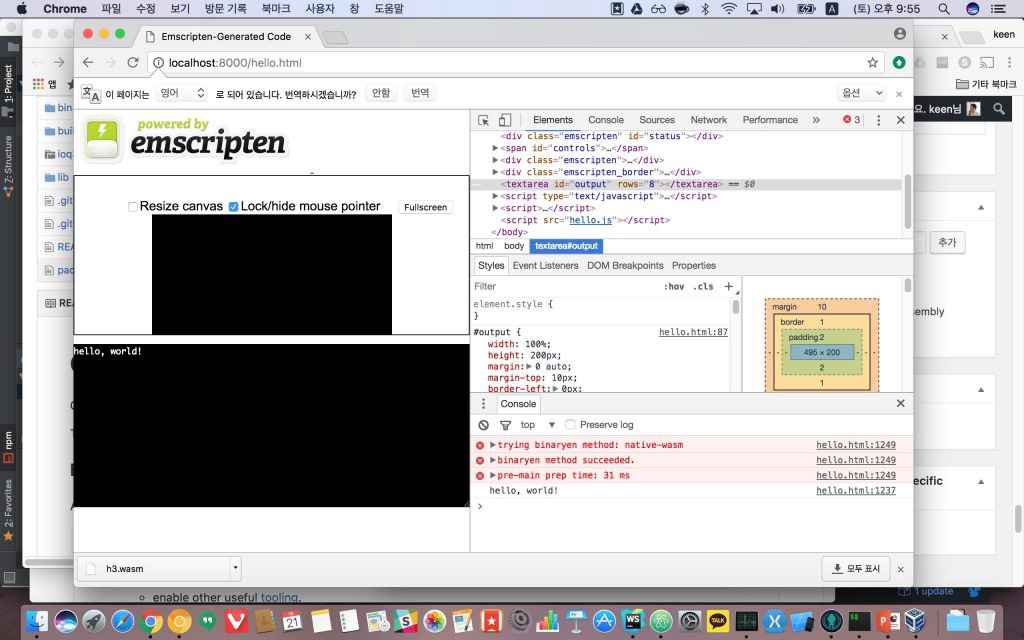 Chrome 파일 수정 보기 방문 기록 북마크 사용자 창 도움말 (토) 오후 9:55
Emscripten-Generated Code
keen
localhost:8000/hello.html
앱
기타 북마크
이 페이지는 영어 로 되어 있습니다. 번역하시겠습니까? 안함 번역 옵션
1: Project
Z: Structure
npm
2: Favorites
bin
lib
.git
.git
요. keen님
추가
sembly
ecific
powered by
emscripten
Resize canvas Lock/hide mouse pointer Fullscreen
hello, world!
Elements Console Sources Network Performance » 3
<div class="emscripten" id="status"></div>
▶<span id="controls">…</span>
▶<div class="emscripten">…</div>
▶<div class="emscripten_border">…</div>
<textarea id="output" rows="8"></textarea> == $0
▶<script type="text/javascript">…</script>
▶<script>…</script>
<script src="hello.js"></script>
</body>
html body textarea#output
Styles Event Listeners DOM Breakpoints Properties
Filter :hov .cls +
element.style {
}
#output { hello.html:87
width: 100%;
height: 200px;
margin:▶ 0 auto;
margin-top: 10px;
border-left:▶ 0px;
margin 10
border 1
padding 2
495 × 200
2
1
Console
top ▼ Preserve log
▶trying binaryen method: native-wasm hello.html:1249
▶binaryen method succeeded. hello.html:1249
▶pre-main prep time: 31 ms hello.html:1249
hello, world! hello.html:1237
>
h3.wasm
모두 표시
enable other useful tooling.
1 update
21
WS
TALK